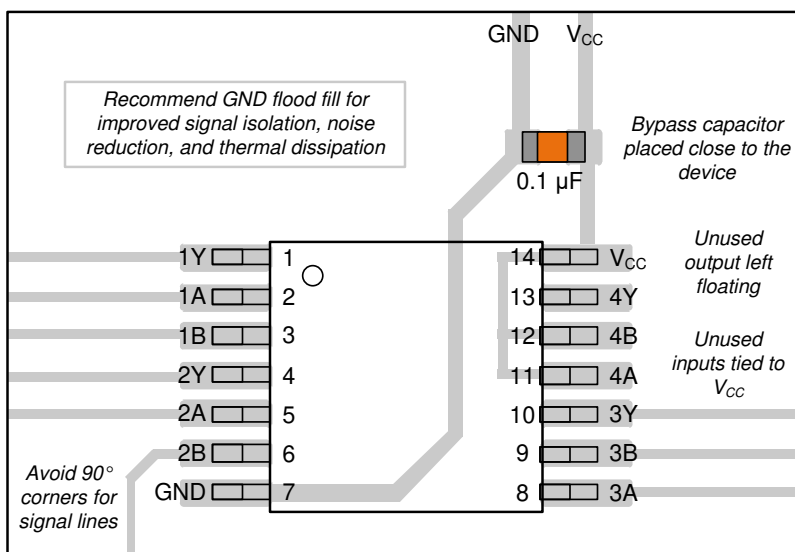 GND VCC
Recommend GND flood fill for
improved signal isolation, noise
reduction, and thermal dissipation
Bypass capacitor
placed close to the
device
0.1 µF
1Y 1 14 VCC
1A 2 13 4Y
1B 3 12 4B
2Y 4 11 4A
2A 5 10 3Y
2B 6 9 3B
GND 7 8 3A
Unused
output left
floating
Unused
inputs tied to
VCC
Avoid 90°
corners for
signal lines